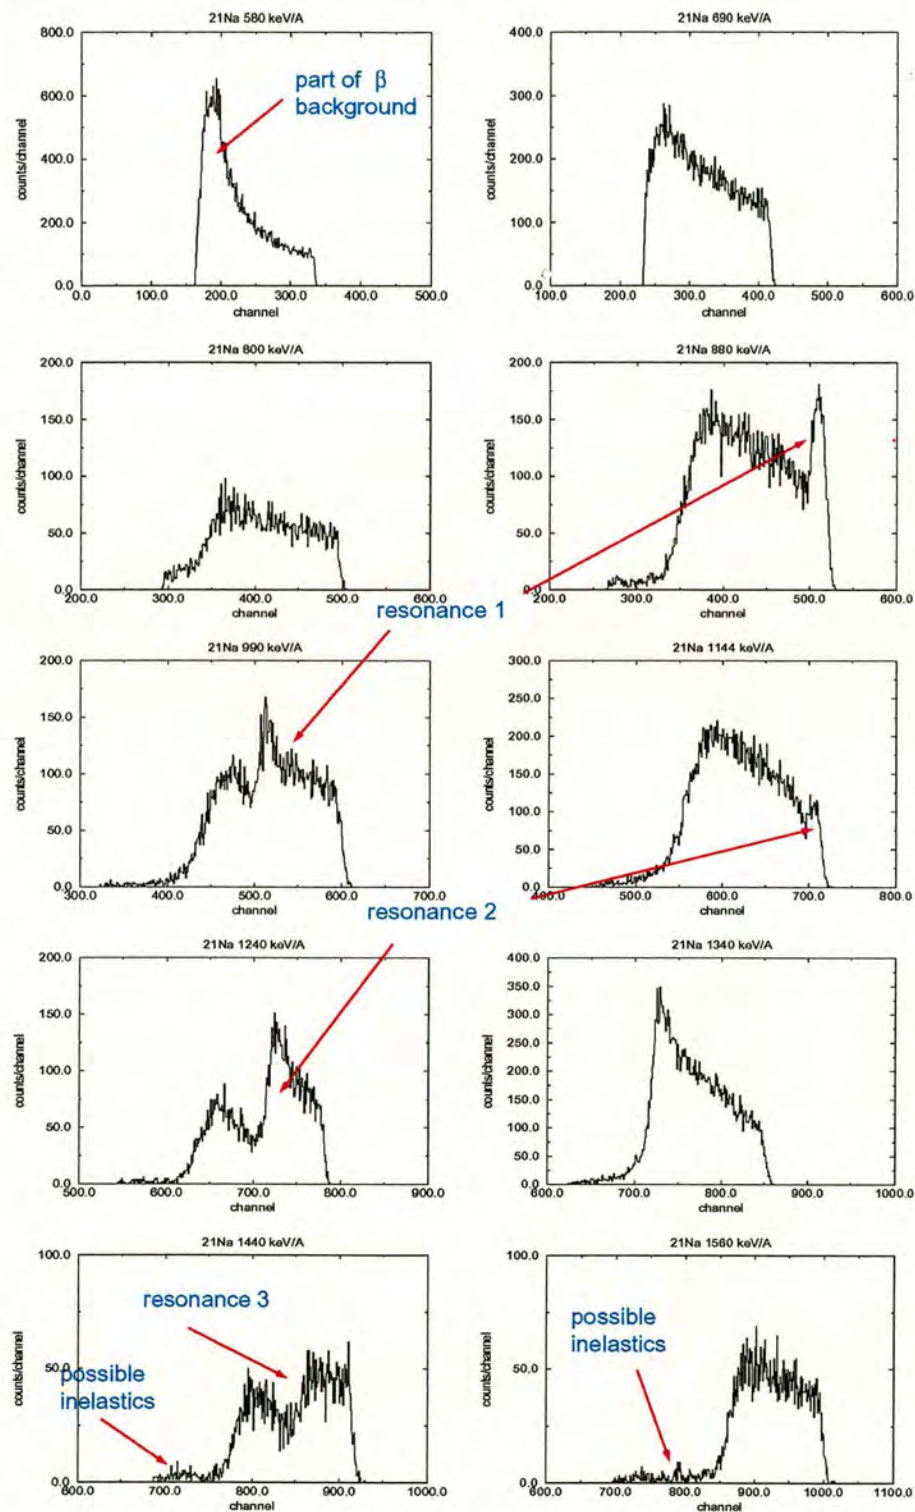 21Na 580 keV/A
800.0
600.0
400.0
200.0
0.0
counts/channel
part of β
background
0.0 100.0 200.0 300.0 400.0 500.0
channel
21Na 690 keV/A
400.0
300.0
200.0
100.0
0.0
counts/channel
100.0 200.0 300.0 400.0 500.0 600.0
channel
21Na 800 keV/A
200.0
150.0
100.0
50.0
0.0
counts/channel
200.0 300.0 400.0 500.0 600.0
channel
21Na 880 keV/A
200.0
150.0
100.0
50.0
0.0
counts/channel
200.0 300.0 400.0 500.0 600.0
channel
resonance 1
21Na 990 keV/A
200.0
150.0
100.0
50.0
0.0
counts/channel
300.0 400.0 500.0 600.0 700.0
channel
21Na 1144 keV/A
300.0
250.0
200.0
150.0
100.0
50.0
0.0
counts/channel
400.0 500.0 600.0 700.0 800.0
channel
resonance 2
21Na 1240 keV/A
200.0
150.0
100.0
50.0
0.0
counts/channel
500.0 600.0 700.0 800.0 900.0
channel
21Na 1340 keV/A
400.0
350.0
300.0
250.0
200.0
150.0
100.0
50.0
0.0
counts/channel
600.0 700.0 800.0 900.0 1000.0
channel
21Na 1440 keV/A
100.0
50.0
0.0
counts/channel
resonance 3
possible
inelastics
600.0 700.0 800.0 900.0 1000.0
channel
21Na 1560 keV/A
100.0
50.0
0.0
counts/channel
possible
inelastics
600.0 700.0 800.0 900.0 1000.0 1100.0
channel